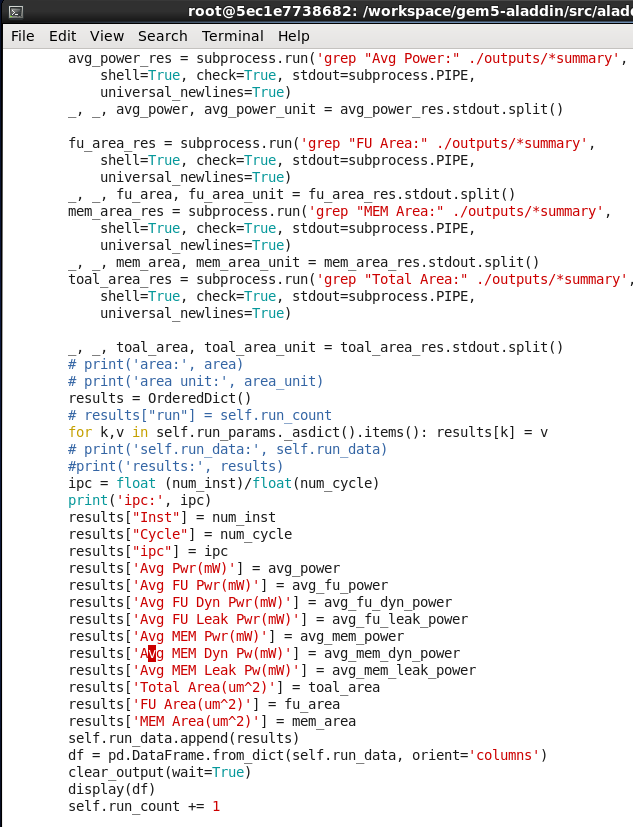 root@5ec1e7738682: /workspace/gem5-aladdin/src/alad
File Edit View Search Terminal Help
avg_power_res = subprocess.run('grep "Avg Power:" ./outputs/*summary',
shell=True, check=True, stdout=subprocess.PIPE,
universal_newlines=True)
_, _, avg_power, avg_power_unit = avg_power_res.stdout.split()
fu_area_res = subprocess.run('grep "FU Area:" ./outputs/*summary',
shell=True, check=True, stdout=subprocess.PIPE,
universal_newlines=True)
_, _, fu_area, fu_area_unit = fu_area_res.stdout.split()
mem_area_res = subprocess.run('grep "MEM Area:" ./outputs/*summary',
shell=True, check=True, stdout=subprocess.PIPE,
universal_newlines=True)
_, _, mem_area, mem_area_unit = mem_area_res.stdout.split()
toal_area_res = subprocess.run('grep "Total Area:" ./outputs/*summary',
shell=True, check=True, stdout=subprocess.PIPE,
universal_newlines=True)
_, _, toal_area, toal_area_unit = toal_area_res.stdout.split()
# print('area:', area)
# print('area unit:', area_unit)
results = OrderedDict()
# results["run"] = self.run_count
for k,v in self.run_params._asdict().items(): results[k] = v
# print('self.run_data:', self.run_data)
#print('results:', results)
ipc = float (num_inst)/float(num_cycle)
print('ipc:', ipc)
results["Inst"] = num_inst
results["Cycle"] = num_cycle
results["ipc"] = ipc
results['Avg Pwr(mW)'] = avg_power
results['Avg FU Pwr(mW)'] = avg_fu_power
results['Avg FU Dyn Pwr(mW)'] = avg_fu_dyn_power
results['Avg FU Leak Pwr(mW)'] = avg_fu_leak_power
results['Avg MEM Pwr(mW)'] = avg_mem_power
results['Avg MEM Dyn Pw(mW)'] = avg_mem_dyn_power
results['Avg MEM Leak Pw(mW)'] = avg_mem_leak_power
results['Total Area(um^2)'] = toal_area
results['FU Area(um^2)'] = fu_area
results['MEM Area(um^2)'] = mem_area
self.run_data.append(results)
df = pd.DataFrame.from_dict(self.run_data, orient='columns')
clear_output(wait=True)
display(df)
self.run_count += 1